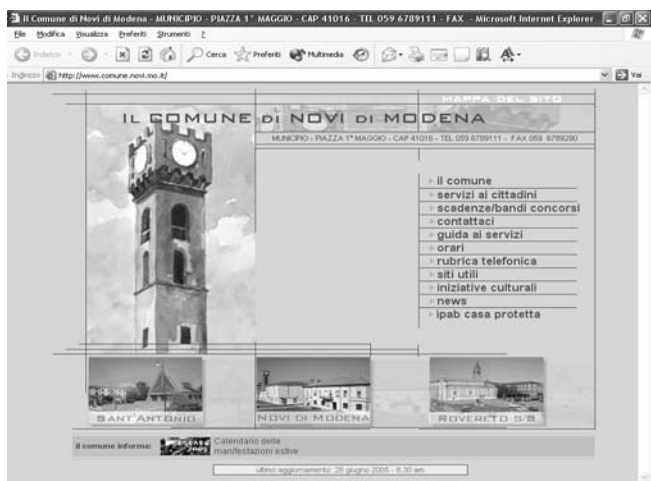 Il Comune di Novi di Modena - MUNICIPIO - PIAZZA 1° MAGGIO - CAP 41016 - TEL 059 6789111 - FAX - Microsoft Internet Explorer
File Modifica Visualizza Preferiti Strumenti ?
Indietro Cerca Preferiti Multimedia
Indirizzo http://www.comune.novi.mo.it/ Vai
MAPPA DEL SITO
IL COMUNE DI NOVI DI MODENA
MUNICIPIO - PIAZZA 1° MAGGIO - CAP 41016 - TEL 059 6789111 - FAX 059 6789290
il comune
servizi ai cittadini
scadenze/bandi concorsi
contattaci
guida ai servizi
orari
rubrica telefonica
siti utili
iniziative culturali
news
ipab casa protetta
SANT'ANTONIO NOVI DI MODENA ROVERETO S/S
il comune informa: ESTATE 2005 Calendario delle
manifestazioni estive
ultimo aggiornamento: 28 giugno 2005 - 8.30 am